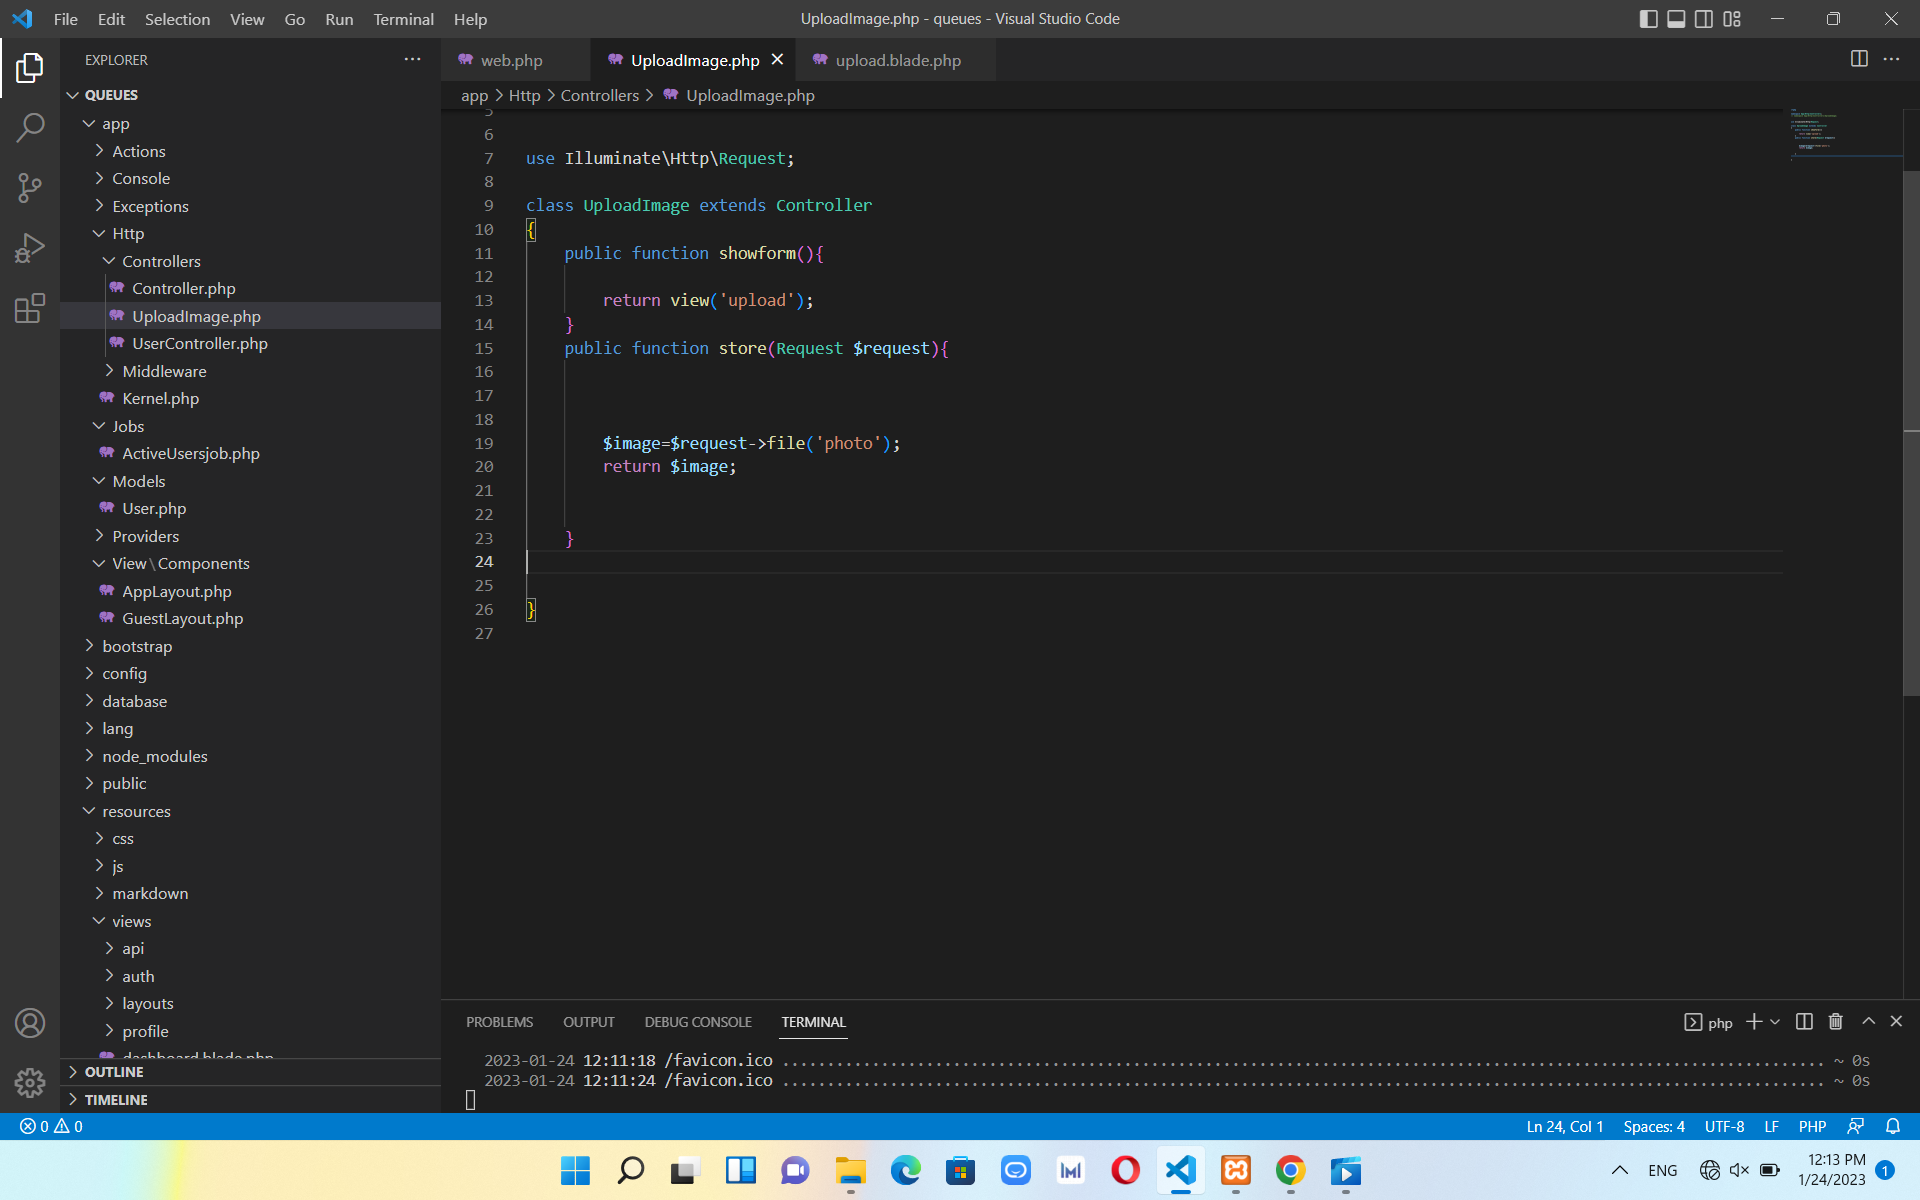 File Edit Selection View Go Run Terminal Help
UploadImage.php - queues - Visual Studio Code
EXPLORER
QUEUES
app
Actions
Console
Exceptions
Http
Controllers
Controller.php
UploadImage.php
UserController.php
Middleware
Kernel.php
Jobs
ActiveUsersjob.php
Models
User.php
Providers
View\Components
AppLayout.php
GuestLayout.php
bootstrap
config
database
lang
node_modules
public
resources
css
js
markdown
views
api
auth
layouts
profile
dashboard.blade.php
OUTLINE
TIMELINE
web.php UploadImage.php upload.blade.php
app > Http > Controllers > UploadImage.php
5
6
7 use Illuminate\Http\Request;
8
9 class UploadImage extends Controller
10 {
11 public function showform(){
12
13 return view('upload');
14 }
15 public function store(Request $request){
16
17
18
19 $image=$request->file('photo');
20 return $image;
21
22
23 }
24
25
26 }
27
PROBLEMS OUTPUT DEBUG CONSOLE TERMINAL
php
2023-01-24 12:11:18 /favicon.ico ........ ~ 0s
2023-01-24 12:11:24 /favicon.ico ........ ~ 0s
0 0
Ln 24, Col 1 Spaces: 4 UTF-8 LF PHP
ENG
12:13 PM
1/24/2023
1